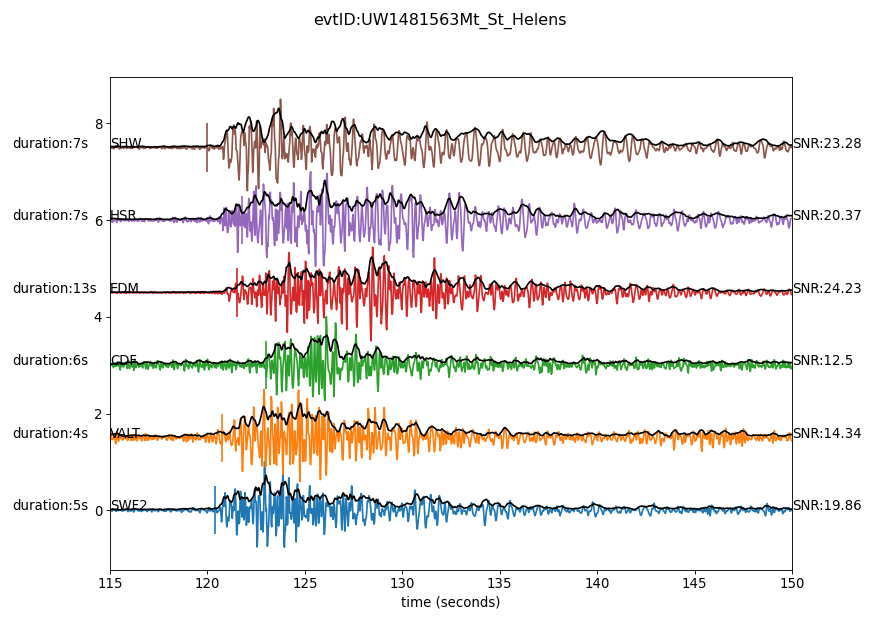 evtID:UW1481563Mt_St_Helens
8
duration:7s SHW SNR:23.28
duration:7s HSR SNR:20.37
6
duration:13s EDM SNR:24.23
4
duration:6s CDF SNR:12.5
2
duration:4s VALT SNR:14.34
duration:5s SWF2 SNR:19.86
0
115 120 125 130 135 140 145 150
time (seconds)